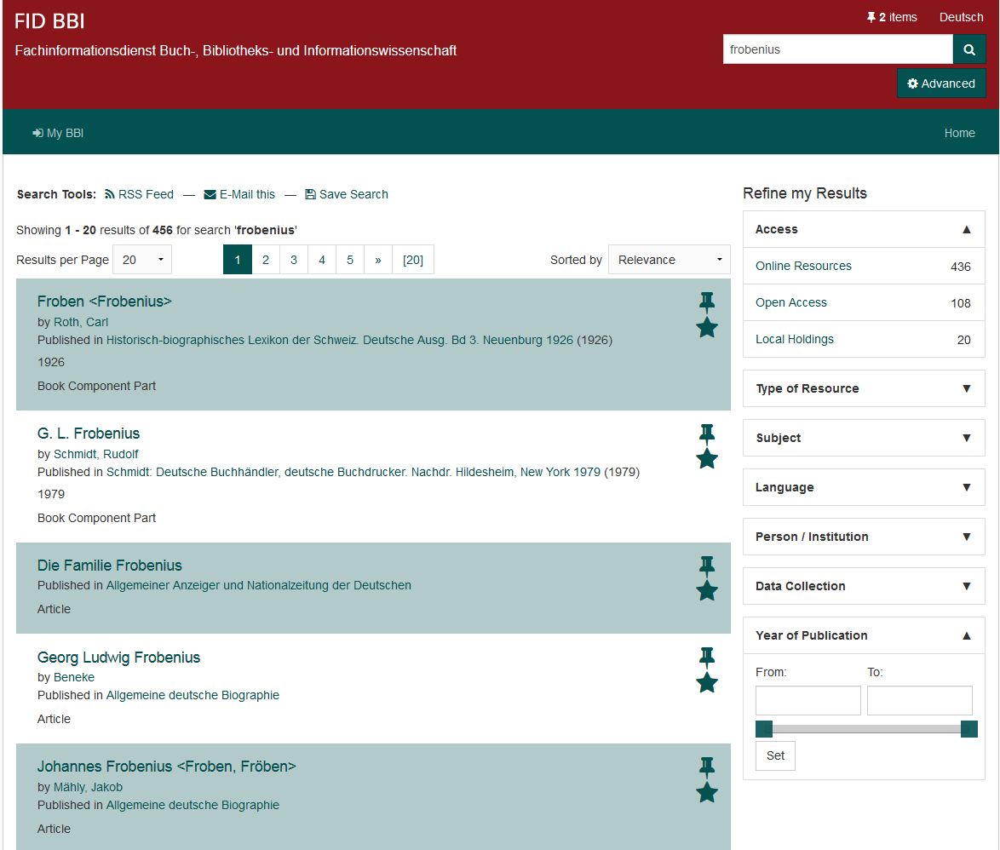 FID BBI
2 items Deutsch
Fachinformationsdienst Buch-, Bibliotheks- und Informationswissenschaft
frobenius
Advanced
My BBI
Home
Search Tools: RSS Feed — E-Mail this — Save Search
Showing 1 - 20 results of 456 for search 'frobenius'
Results per Page 20 1 2 3 4 5 » [20] Sorted by Relevance
Froben <Frobenius>
by Roth, Carl
Published in Historisch-biographisches Lexikon der Schweiz. Deutsche Ausg. Bd 3. Neuenburg 1926 (1926)
1926
Book Component Part
G. L. Frobenius
by Schmidt, Rudolf
Published in Schmidt: Deutsche Buchhändler, deutsche Buchdrucker. Nachdr. Hildesheim, New York 1979 (1979)
1979
Book Component Part
Die Familie Frobenius
Published in Allgemeiner Anzeiger und Nationalzeitung der Deutschen
Article
Georg Ludwig Frobenius
by Beneke
Published in Allgemeine deutsche Biographie
Article
Johannes Frobenius <Froben, Fröben>
by Mähly, Jakob
Published in Allgemeine deutsche Biographie
Article
Refine my Results
Access ▲
Online Resources 436
Open Access 108
Local Holdings 20
Type of Resource ▼
Subject ▼
Language ▼
Person / Institution ▼
Data Collection ▼
Year of Publication ▲
From: To:
Set